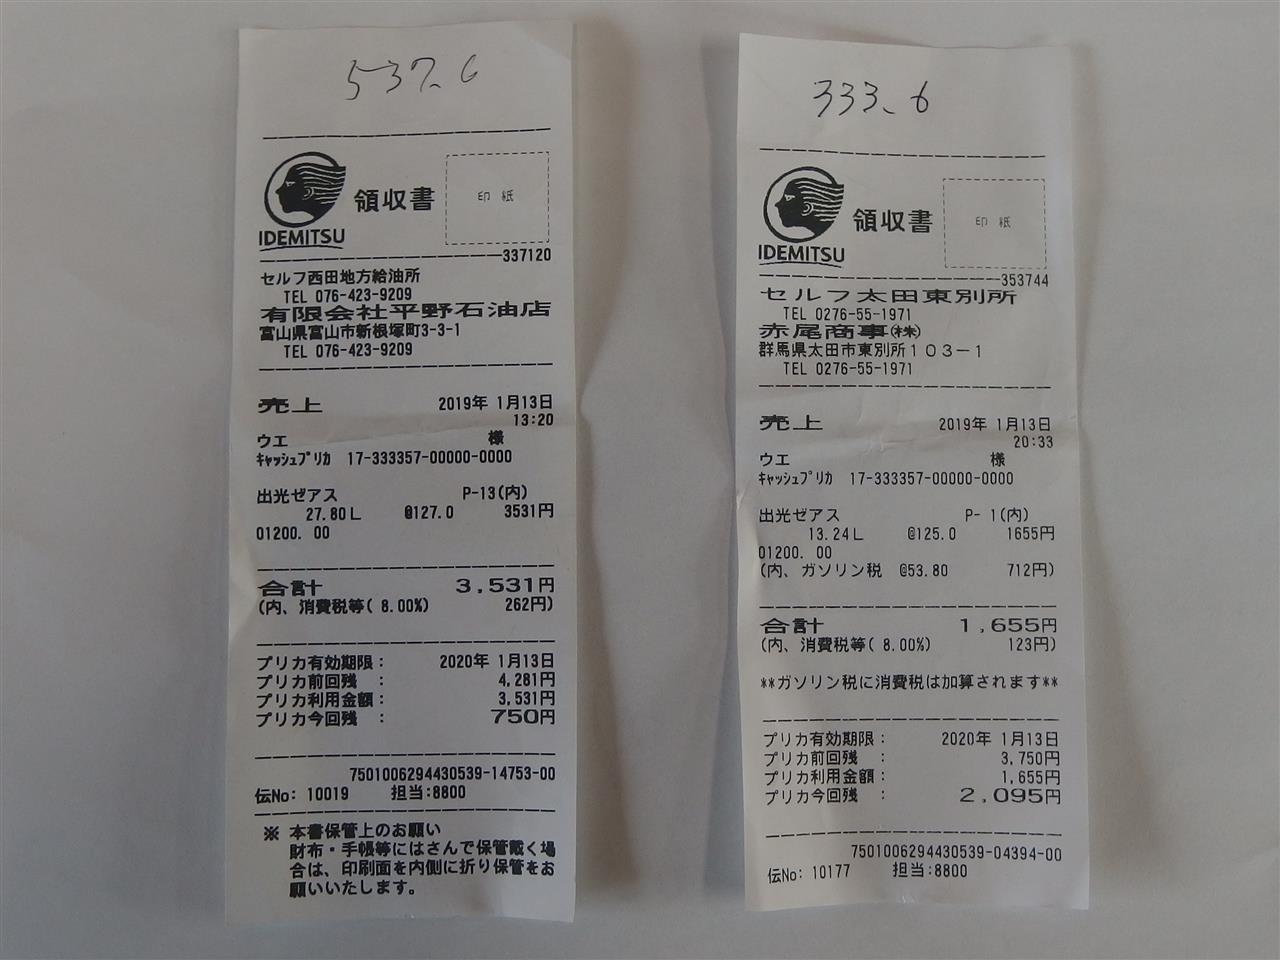 537.6
領収書
印 紙
IDEMITSU
337120
セルフ西田地方給油所
TEL 076-423-9209
有限会社平野石油店
富山県富山市新根塚町3-3-1
TEL 076-423-9209
売上 2019年 1月13日
13:20
ウエ 様
ｷｬｯｼｭﾌﾟﾘｶ 17-333357-00000-0000
出光ゼアス P-13(内)
27.80L @127.0 3531円
01200. 00
合計 3,531円
(内、消費税等( 8.00%) 262円)
プリカ有効期限： 2020年 1月13日
プリカ前回残 ： 4,281円
プリカ利用金額： 3,531円
プリカ今回残 ： 750円
7501006294430539-14753-00
伝No: 10019 担当:8800
※ 本書保管上のお願い
財布・手帳等にはさんで保管戴く場
合は、印刷面を内側に折り保管をお
願いいたします。
333.6
領収書
印 紙
IDEMITSU
353744
セルフ太田東別所
TEL 0276-55-1971
赤尾商事㈱
群馬県太田市東別所１０３－１
TEL 0276-55-1971
売上 2019年 1月13日
20:33
ウエ 様
ｷｬｯｼｭﾌﾟﾘｶ 17-333357-00000-0000
出光ゼアス P- 1(内)
13.24L @125.0 1655円
01200. 00
(内、ガソリン税 @53.80 712円)
合計 1,655円
(内、消費税等( 8.00%) 123円)
**ガソリン税に消費税は加算されます**
プリカ有効期限： 2020年 1月13日
プリカ前回残 ： 3,750円
プリカ利用金額： 1,655円
プリカ今回残 ： 2,095円
7501006294430539-04394-00
伝No: 10177 担当:8800